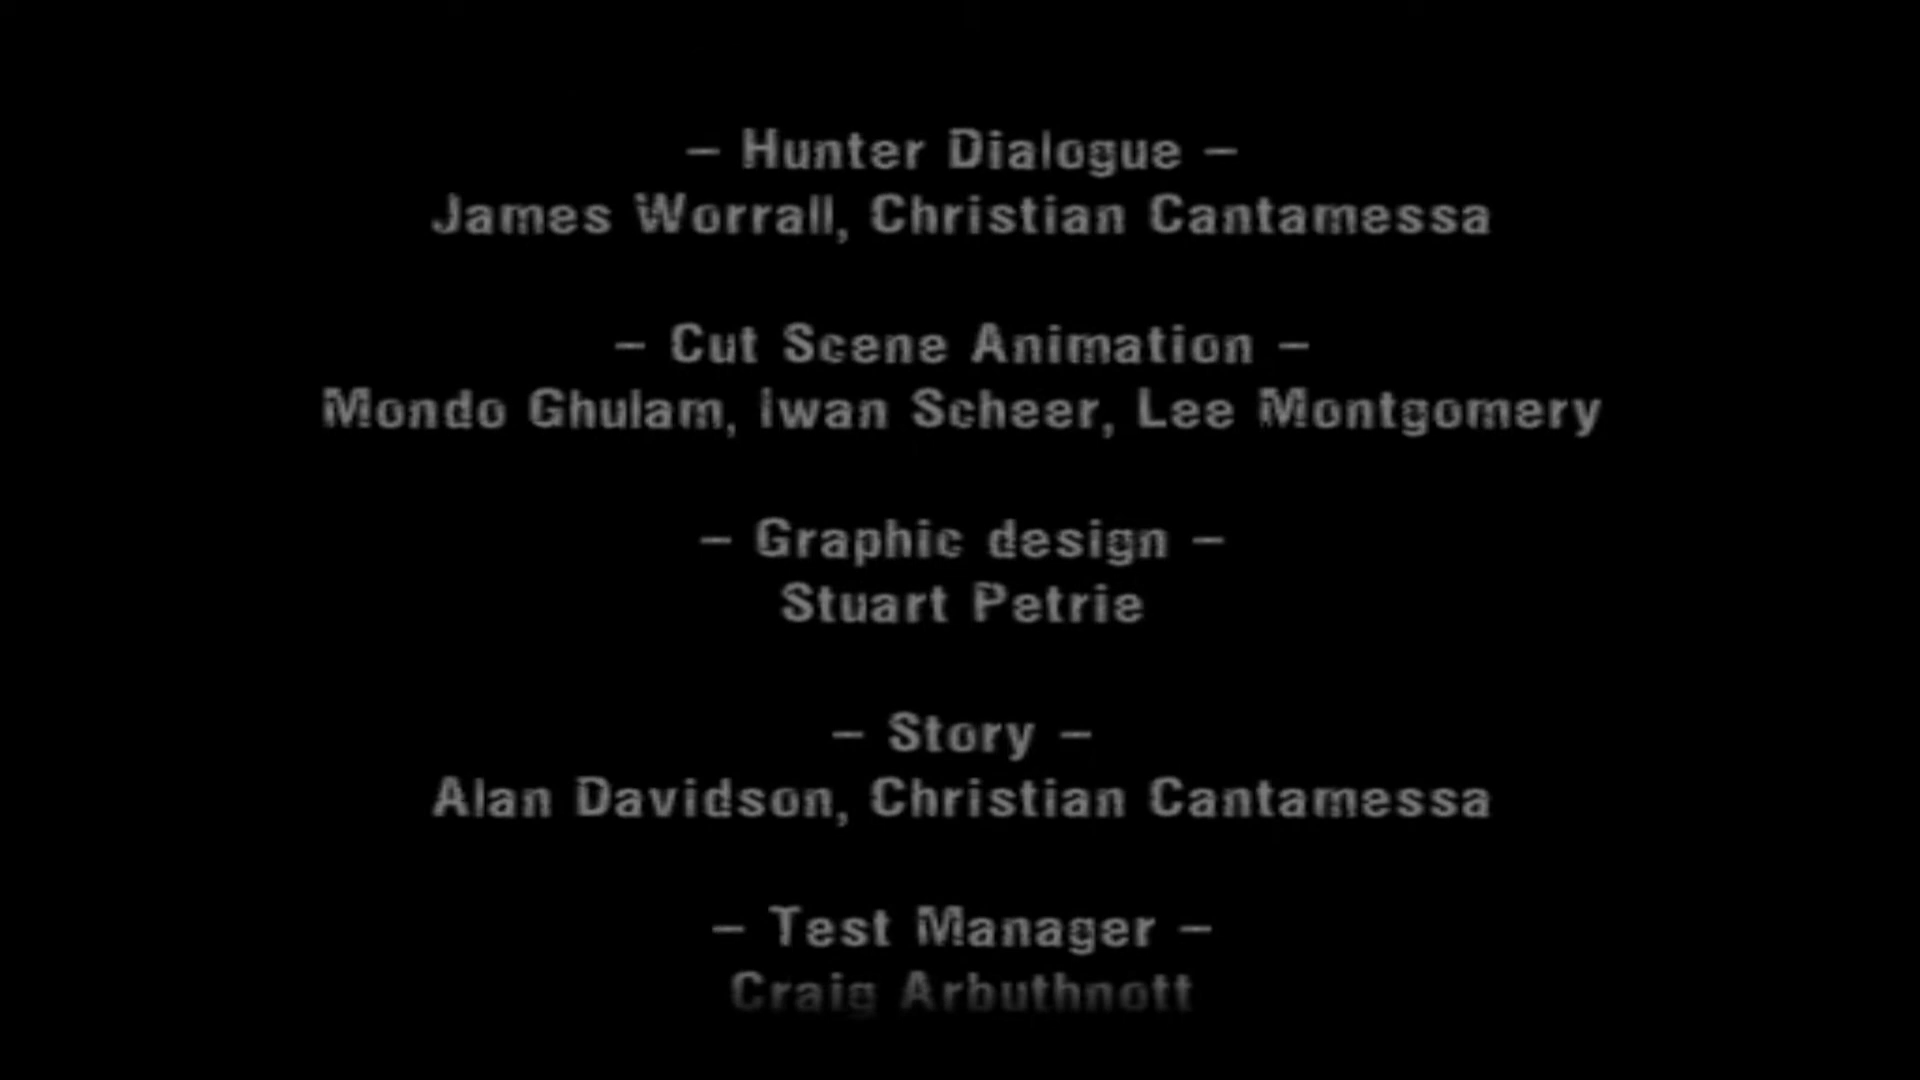 – Hunter Dialogue –
James Worrall, Christian Cantamessa
– Cut Scene Animation –
Mondo Ghulam, Iwan Scheer, Lee Montgomery
– Graphic design –
Stuart Petrie
– Story –
Alan Davidson, Christian Cantamessa
– Test Manager –
Craig Arbuthnott